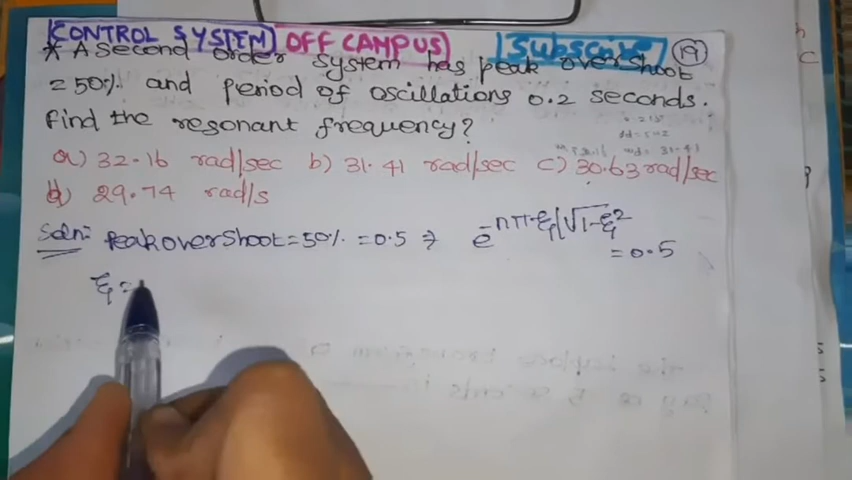 CONTROL SYSTEM OFF CAMPUS Subscribe 19
* A second order system has peak overshoot
= 50% and period of oscillations 0.2 seconds.
Find the resonant frequency?
a) 32.16 rad/sec b) 31.41 rad/sec c) 30.63 rad/sec
d) 29.74 rad/s
Soln: Peak overshoot = 50% = 0.5 ⇒ e^-nπξ/√1-ξ²
= 0.5
ξ =